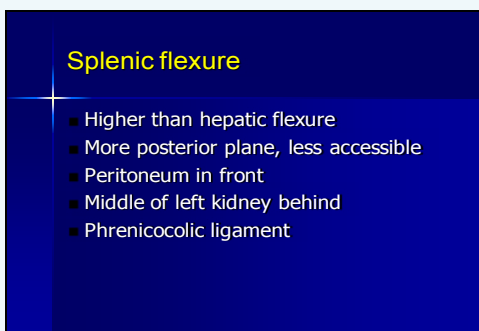 Splenic flexure
Higher than hepatic flexure
More posterior plane, less accessible
Peritoneum in front
Middle of left kidney behind
Phrenicocolic ligament